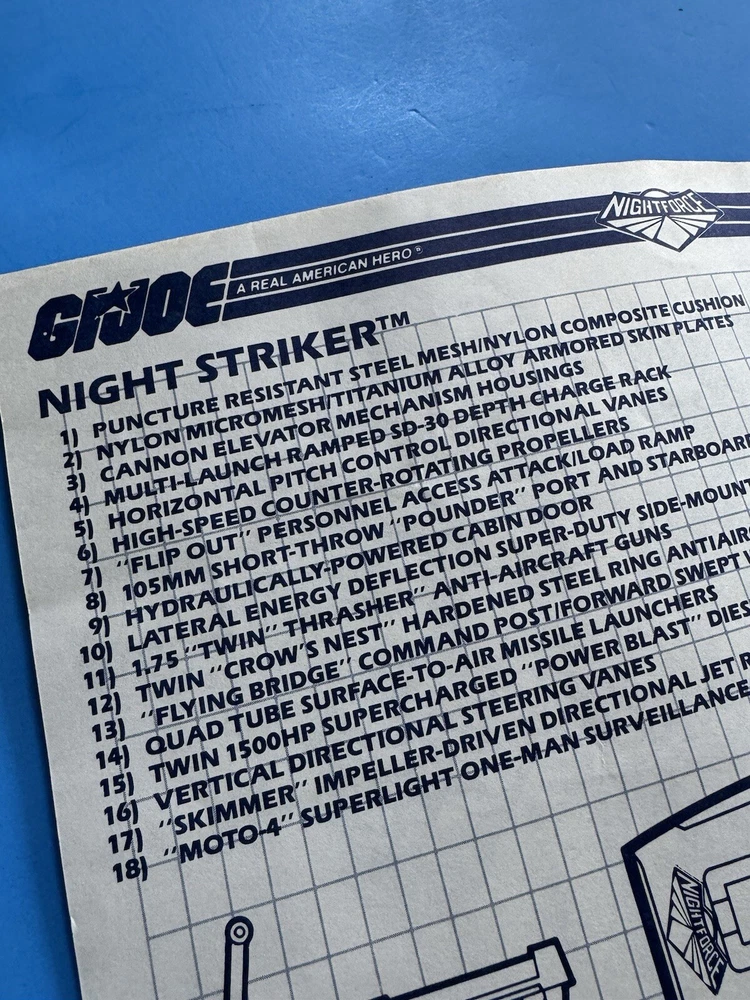 NIGHTFORCE
GI JOE A REAL AMERICAN HERO®
NIGHT STRIKER™
1) PUNCTURE RESISTANT STEEL MESH/NYLON COMPOSITE CUSHION
2) NYLON MICROMESH/TITANIUM ALLOY ARMORED SKIN PLATES
3) CANNON ELEVATOR MECHANISM HOUSINGS
4) MULTI-LAUNCH RAMPED SD-30 DEPTH CHARGE RACK
5) HORIZONTAL PITCH CONTROL DIRECTIONAL VANES
6) HIGH-SPEED COUNTER-ROTATING PROPELLERS
7) "FLIP OUT" PERSONNEL ACCESS ATTACK/LOAD RAMP
8) 105MM SHORT-THROW "POUNDER" PORT AND STARBOARD
9) HYDRAULICALLY-POWERED CABIN DOOR
10) LATERAL ENERGY DEFLECTION SUPER-DUTY SIDE-MOUNT
11) 1.75 "TWIN" THRASHER" ANTI-AIRCRAFT GUNS
12) TWIN "CROW'S NEST" HARDENED STEEL RING ANTIAIRC
13) "FLYING BRIDGE" COMMAND POST/FORWARD SWEPT
14) QUAD TUBE SURFACE-TO-AIR MISSILE LAUNCHERS
15) TWIN 1500HP SUPERCHARGED "POWER BLAST" DIES
16) VERTICAL DIRECTIONAL STEERING VANES
17) "SKIMMER" IMPELLER-DRIVEN DIRECTIONAL JET
18) "MOTO-4" SUPERLIGHT ONE-MAN SURVEILLANCE
NIGHTFORCE